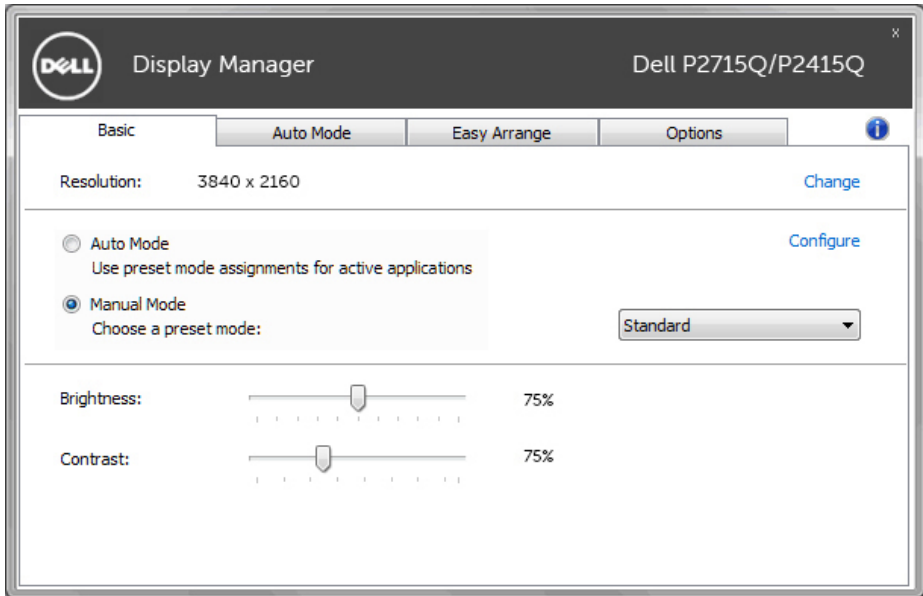 DELL Display Manager Dell P2715Q/P2415Q x
Basic Auto Mode Easy Arrange Options i
Resolution: 3840 x 2160 Change
Auto Mode Configure
Use preset mode assignments for active applications
Manual Mode
Choose a preset mode: Standard
Brightness: 75%
Contrast: 75%